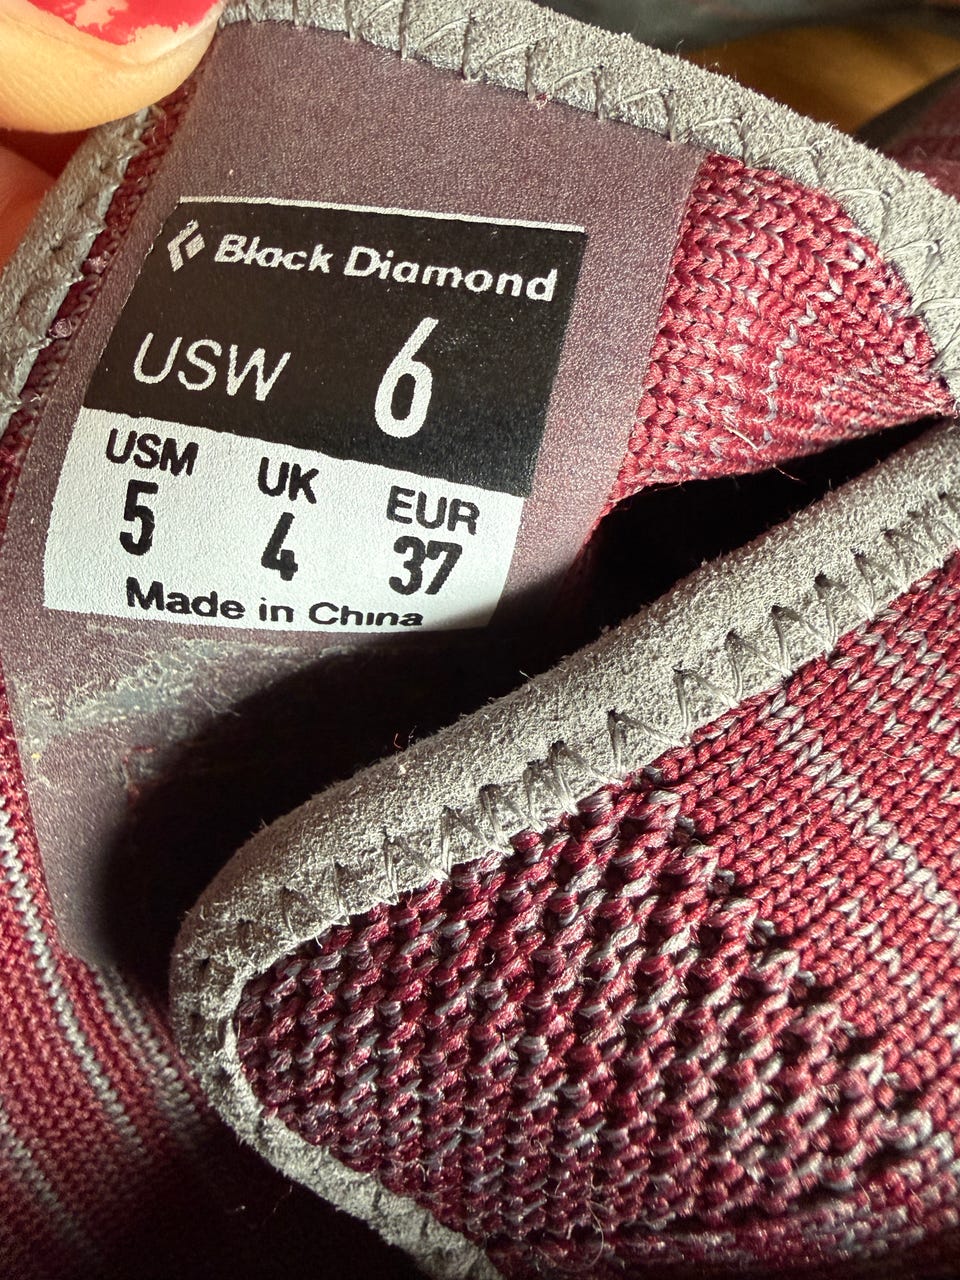 Black Diamond
USW 6
USM UK EUR
5 4 37
Made in China